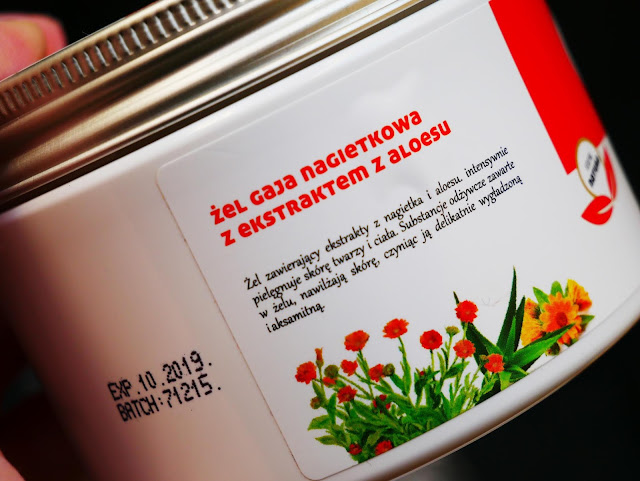 żel gaja nagietkowa
z ekstraktem z aloesu
Żel zawierający ekstrakty z nagietka i aloesu, intensywnie
pielęgnuje skórę twarzy i ciała. Substancje odżywcze zawarte
w żelu, nawilżają skórę, czyniąc ją delikatnie wygładzoną
i aksamitną.
EXP.10.2019.
BATCH:71215.